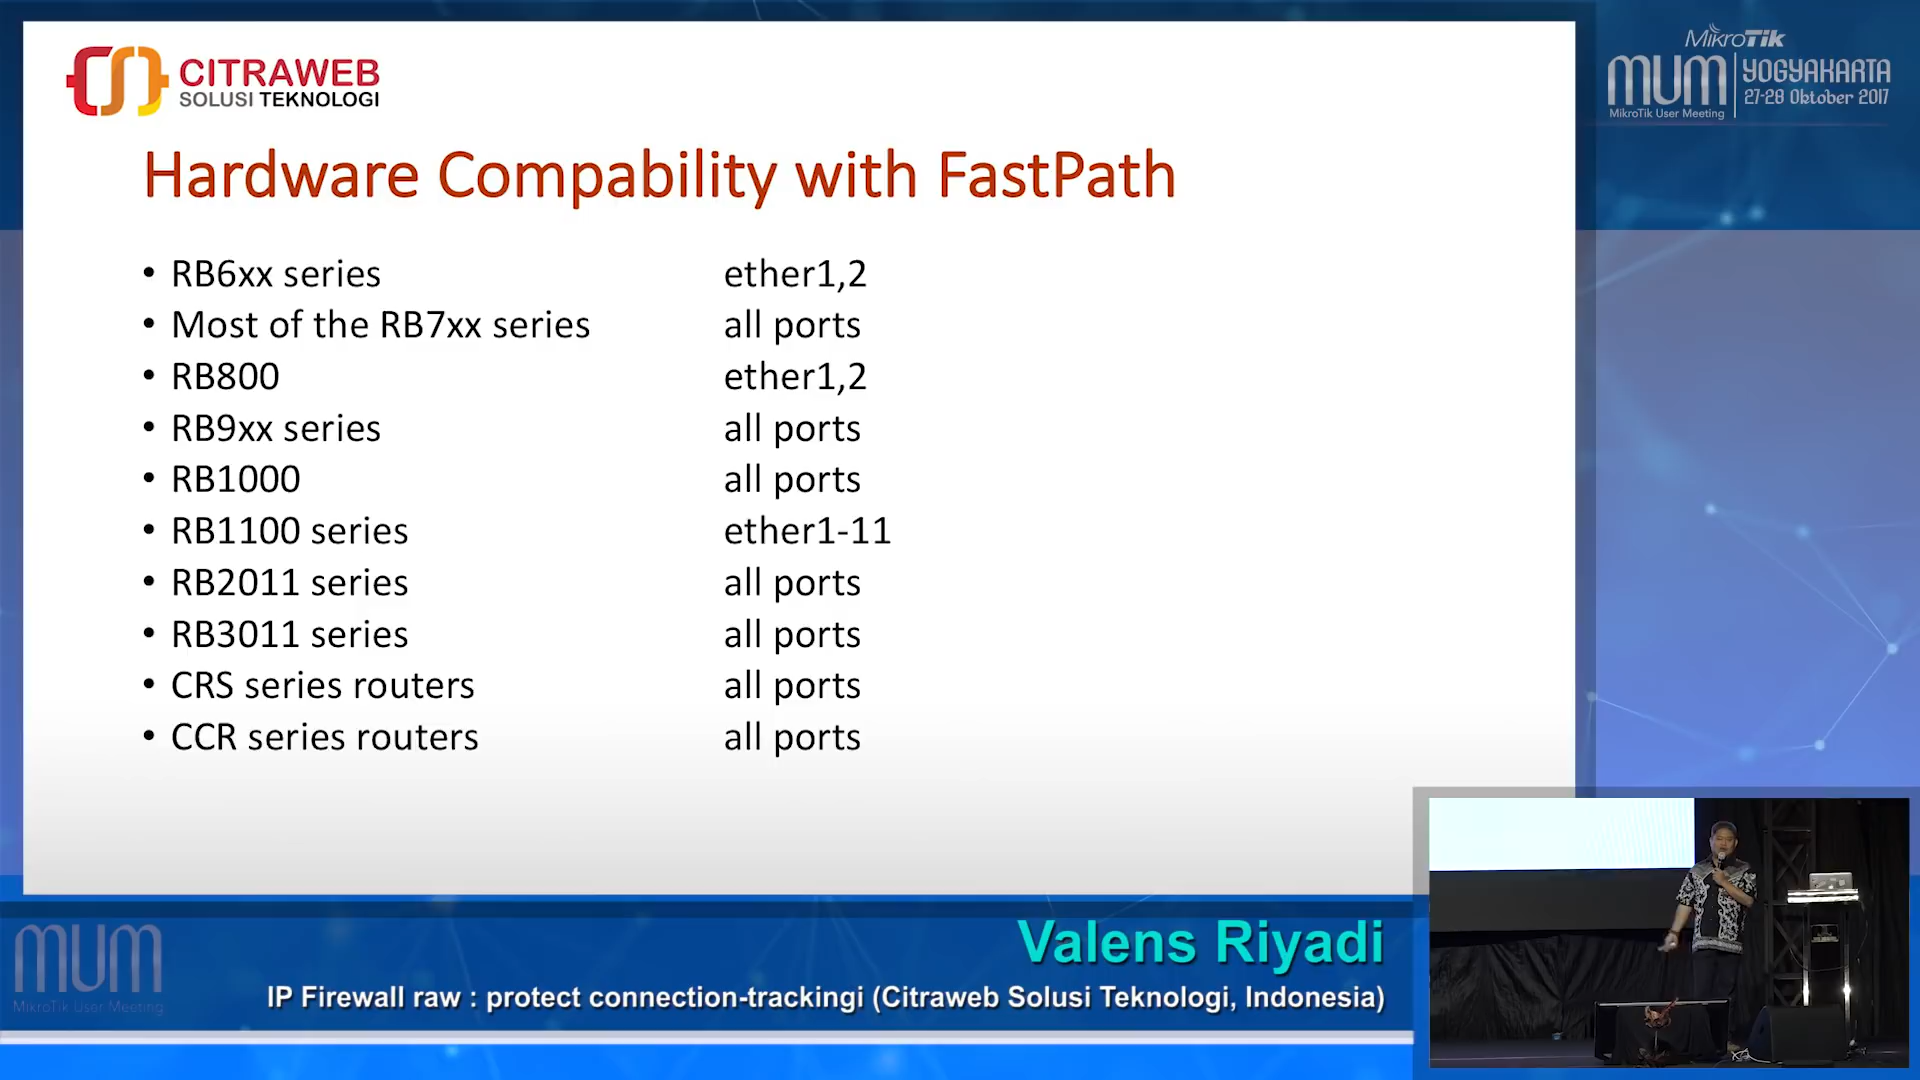 CITRAWEB
SOLUSI TEKNOLOGI
MikroTik
MUM
MikroTik User Meeting
YOGYAKARTA
27-28 Oktober 2017
Hardware Compability with FastPath
• RB6xx series ether1,2
• Most of the RB7xx series all ports
• RB800 ether1,2
• RB9xx series all ports
• RB1000 all ports
• RB1100 series ether1-11
• RB2011 series all ports
• RB3011 series all ports
• CRS series routers all ports
• CCR series routers all ports
MUM
MikroTik User Meeting
Valens Riyadi
IP Firewall raw : protect connection-trackingi (Citraweb Solusi Teknologi, Indonesia)